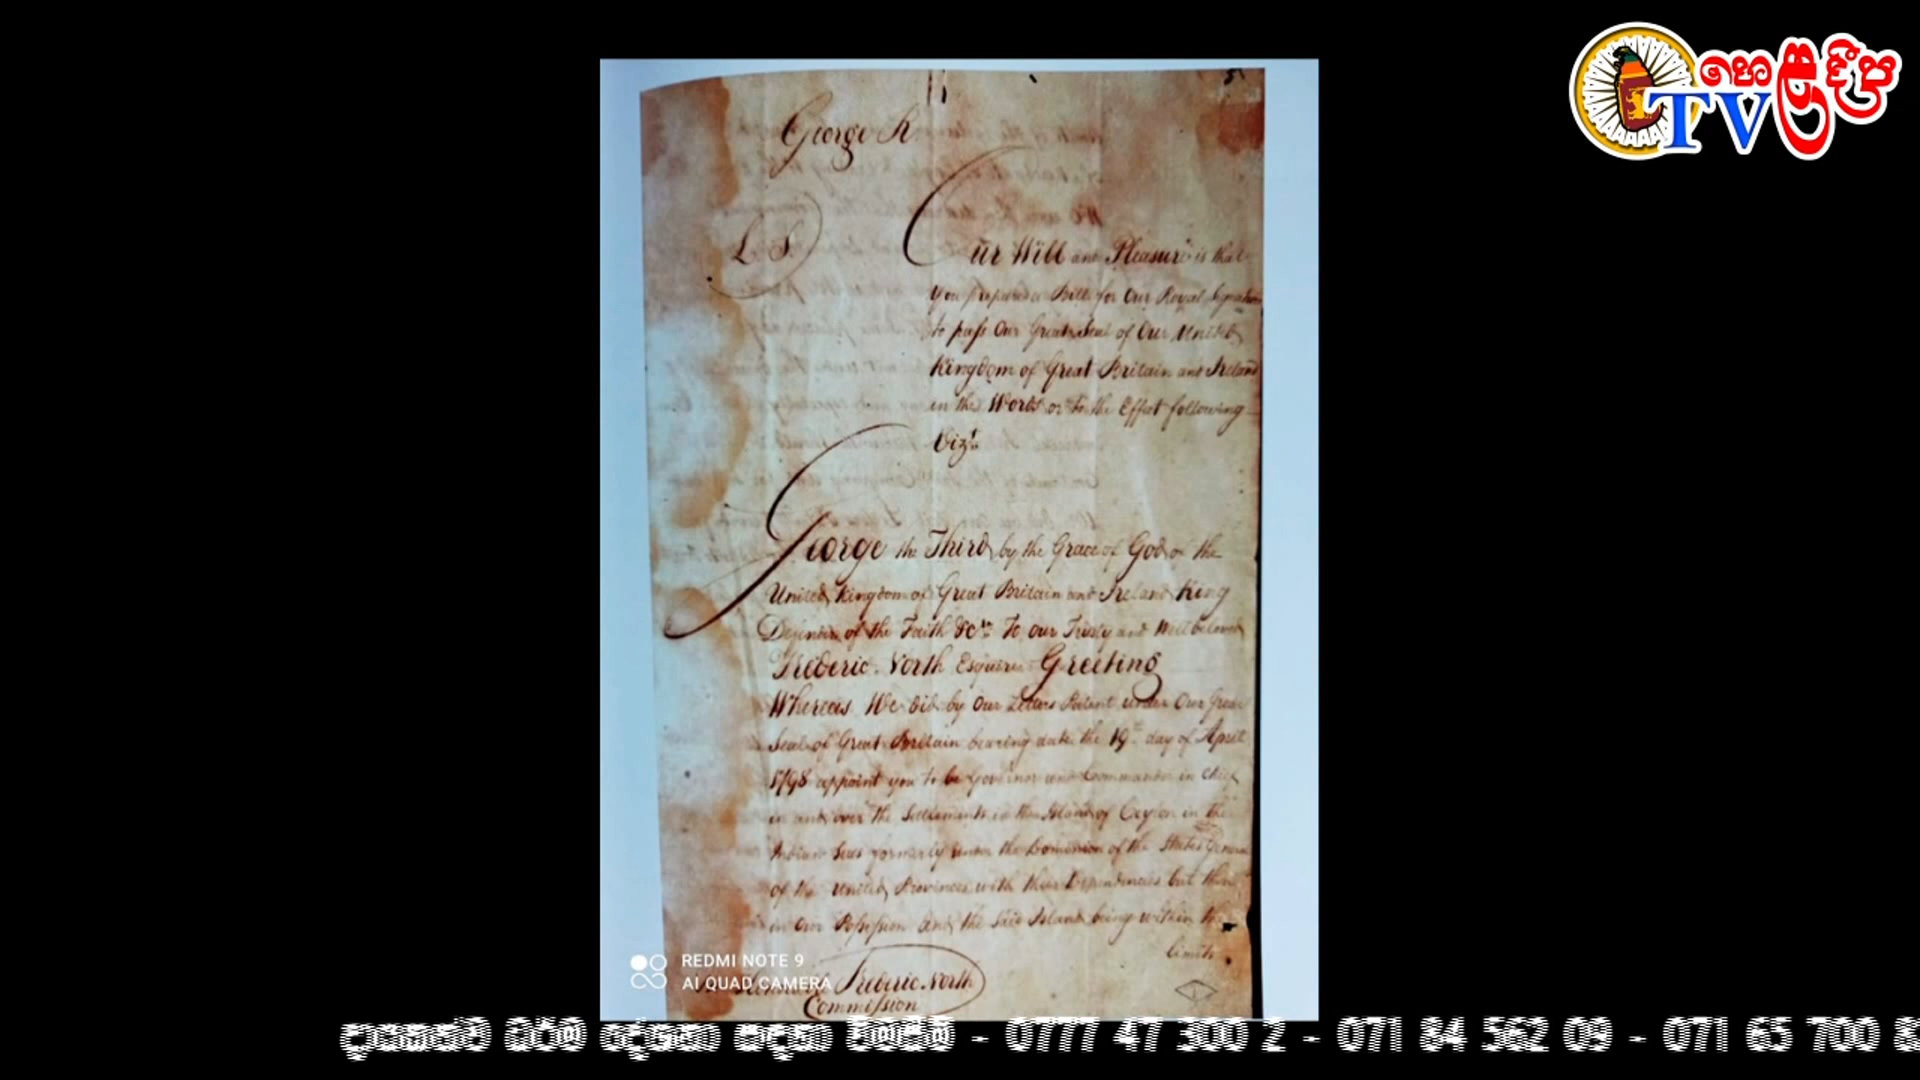 George R.
L. S.
Our Will and Pleasure is that
you prepare a Bill for Our Royal Signature
to pass Our Great Seal of Our United
Kingdom of Great Britain and Ireland
in the Words or to the Effect following
Vizt.
George the Third by the Grace of God of the
United Kingdom of Great Britain and Ireland King
Defender of the Faith &ca. To our Trusty and Wellbeloved
Frederic North Esquire Greeting
Whereas We did by Our Letters Patent under Our Great
Seal of Great Britain bearing date the 19th day of April
1798 appoint you to be Governor and Commander in Chief
in and over the Settlements in the Island of Ceylon in the
Indian Seas formerly under the Dominion of the States General
of the United Provinces with their Dependencies but then
in Our Possession and the said Island being within the
limits
Frederic North
Commission
REDMI NOTE 9
AI QUAD CAMERA
TV හෙළදීප
- 0777 47 300 2 - 071 84 562 09 - 071 65 700 8